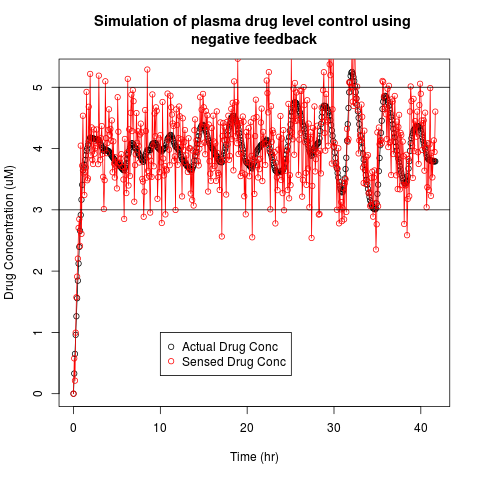 Simulation of plasma drug level control using
negative feedback
Drug Concentration (uM)
5
4
3
2
1
0
Actual Drug Conc
Sensed Drug Conc
0 10 20 30 40
Time (hr)